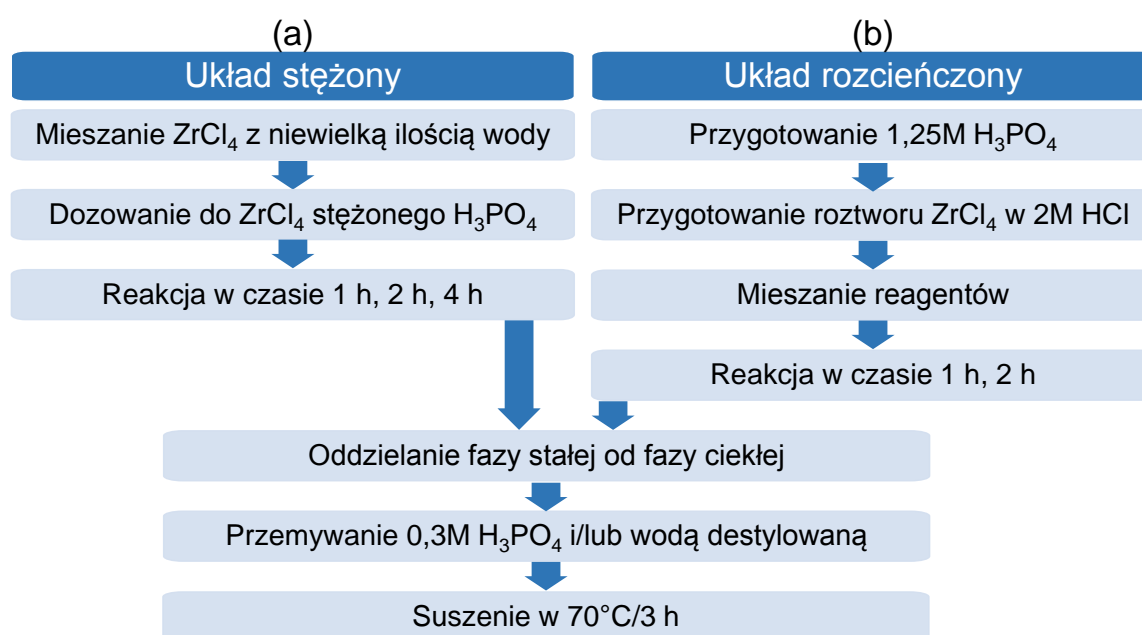 (a)
Układ stężony
Mieszanie ZrCl₄ z niewielką ilością wody
Dozowanie do ZrCl₄ stężonego H₃PO₄
Reakcja w czasie 1 h, 2 h, 4 h
(b)
Układ rozcieńczony
Przygotowanie 1,25M H₃PO₄
Przygotowanie roztworu ZrCl₄ w 2M HCl
Mieszanie reagentów
Reakcja w czasie 1 h, 2 h
Oddzielanie fazy stałej od fazy ciekłej
Przemywanie 0,3M H₃PO₄ i/lub wodą destylowaną
Suszenie w 70°C/3 h